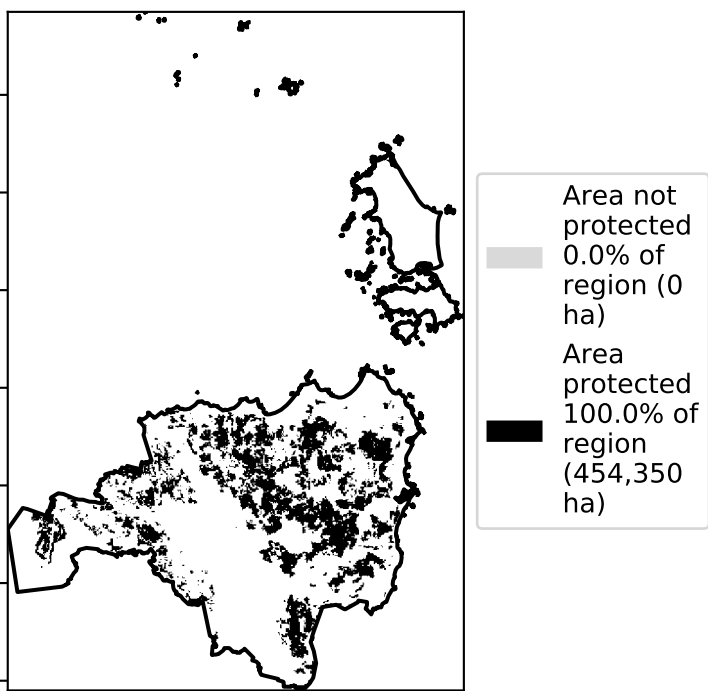 Area not
protected
0.0% of
region (0
ha)
Area
protected
100.0% of
region
(454,350
ha)